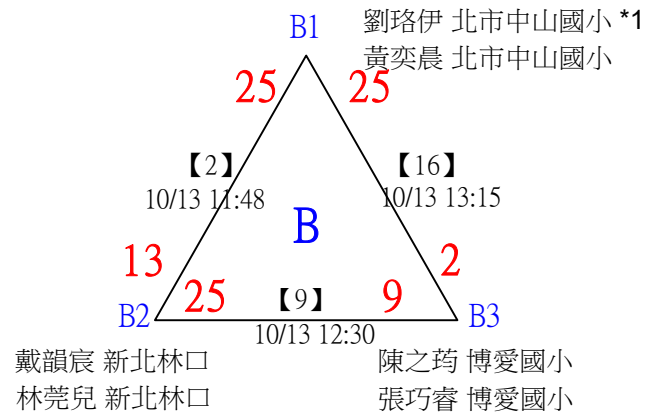 B1
劉珞伊 北市中山國小 *1
黃奕晨 北市中山國小
25 25
【2】 【16】
10/13 11:48 10/13 13:15
B
13 2
25 【9】 9
B2 B3
10/13 12:30
戴韻宸 新北林口 陳之筠 博愛國小
林莞兒 新北林口 張巧睿 博愛國小